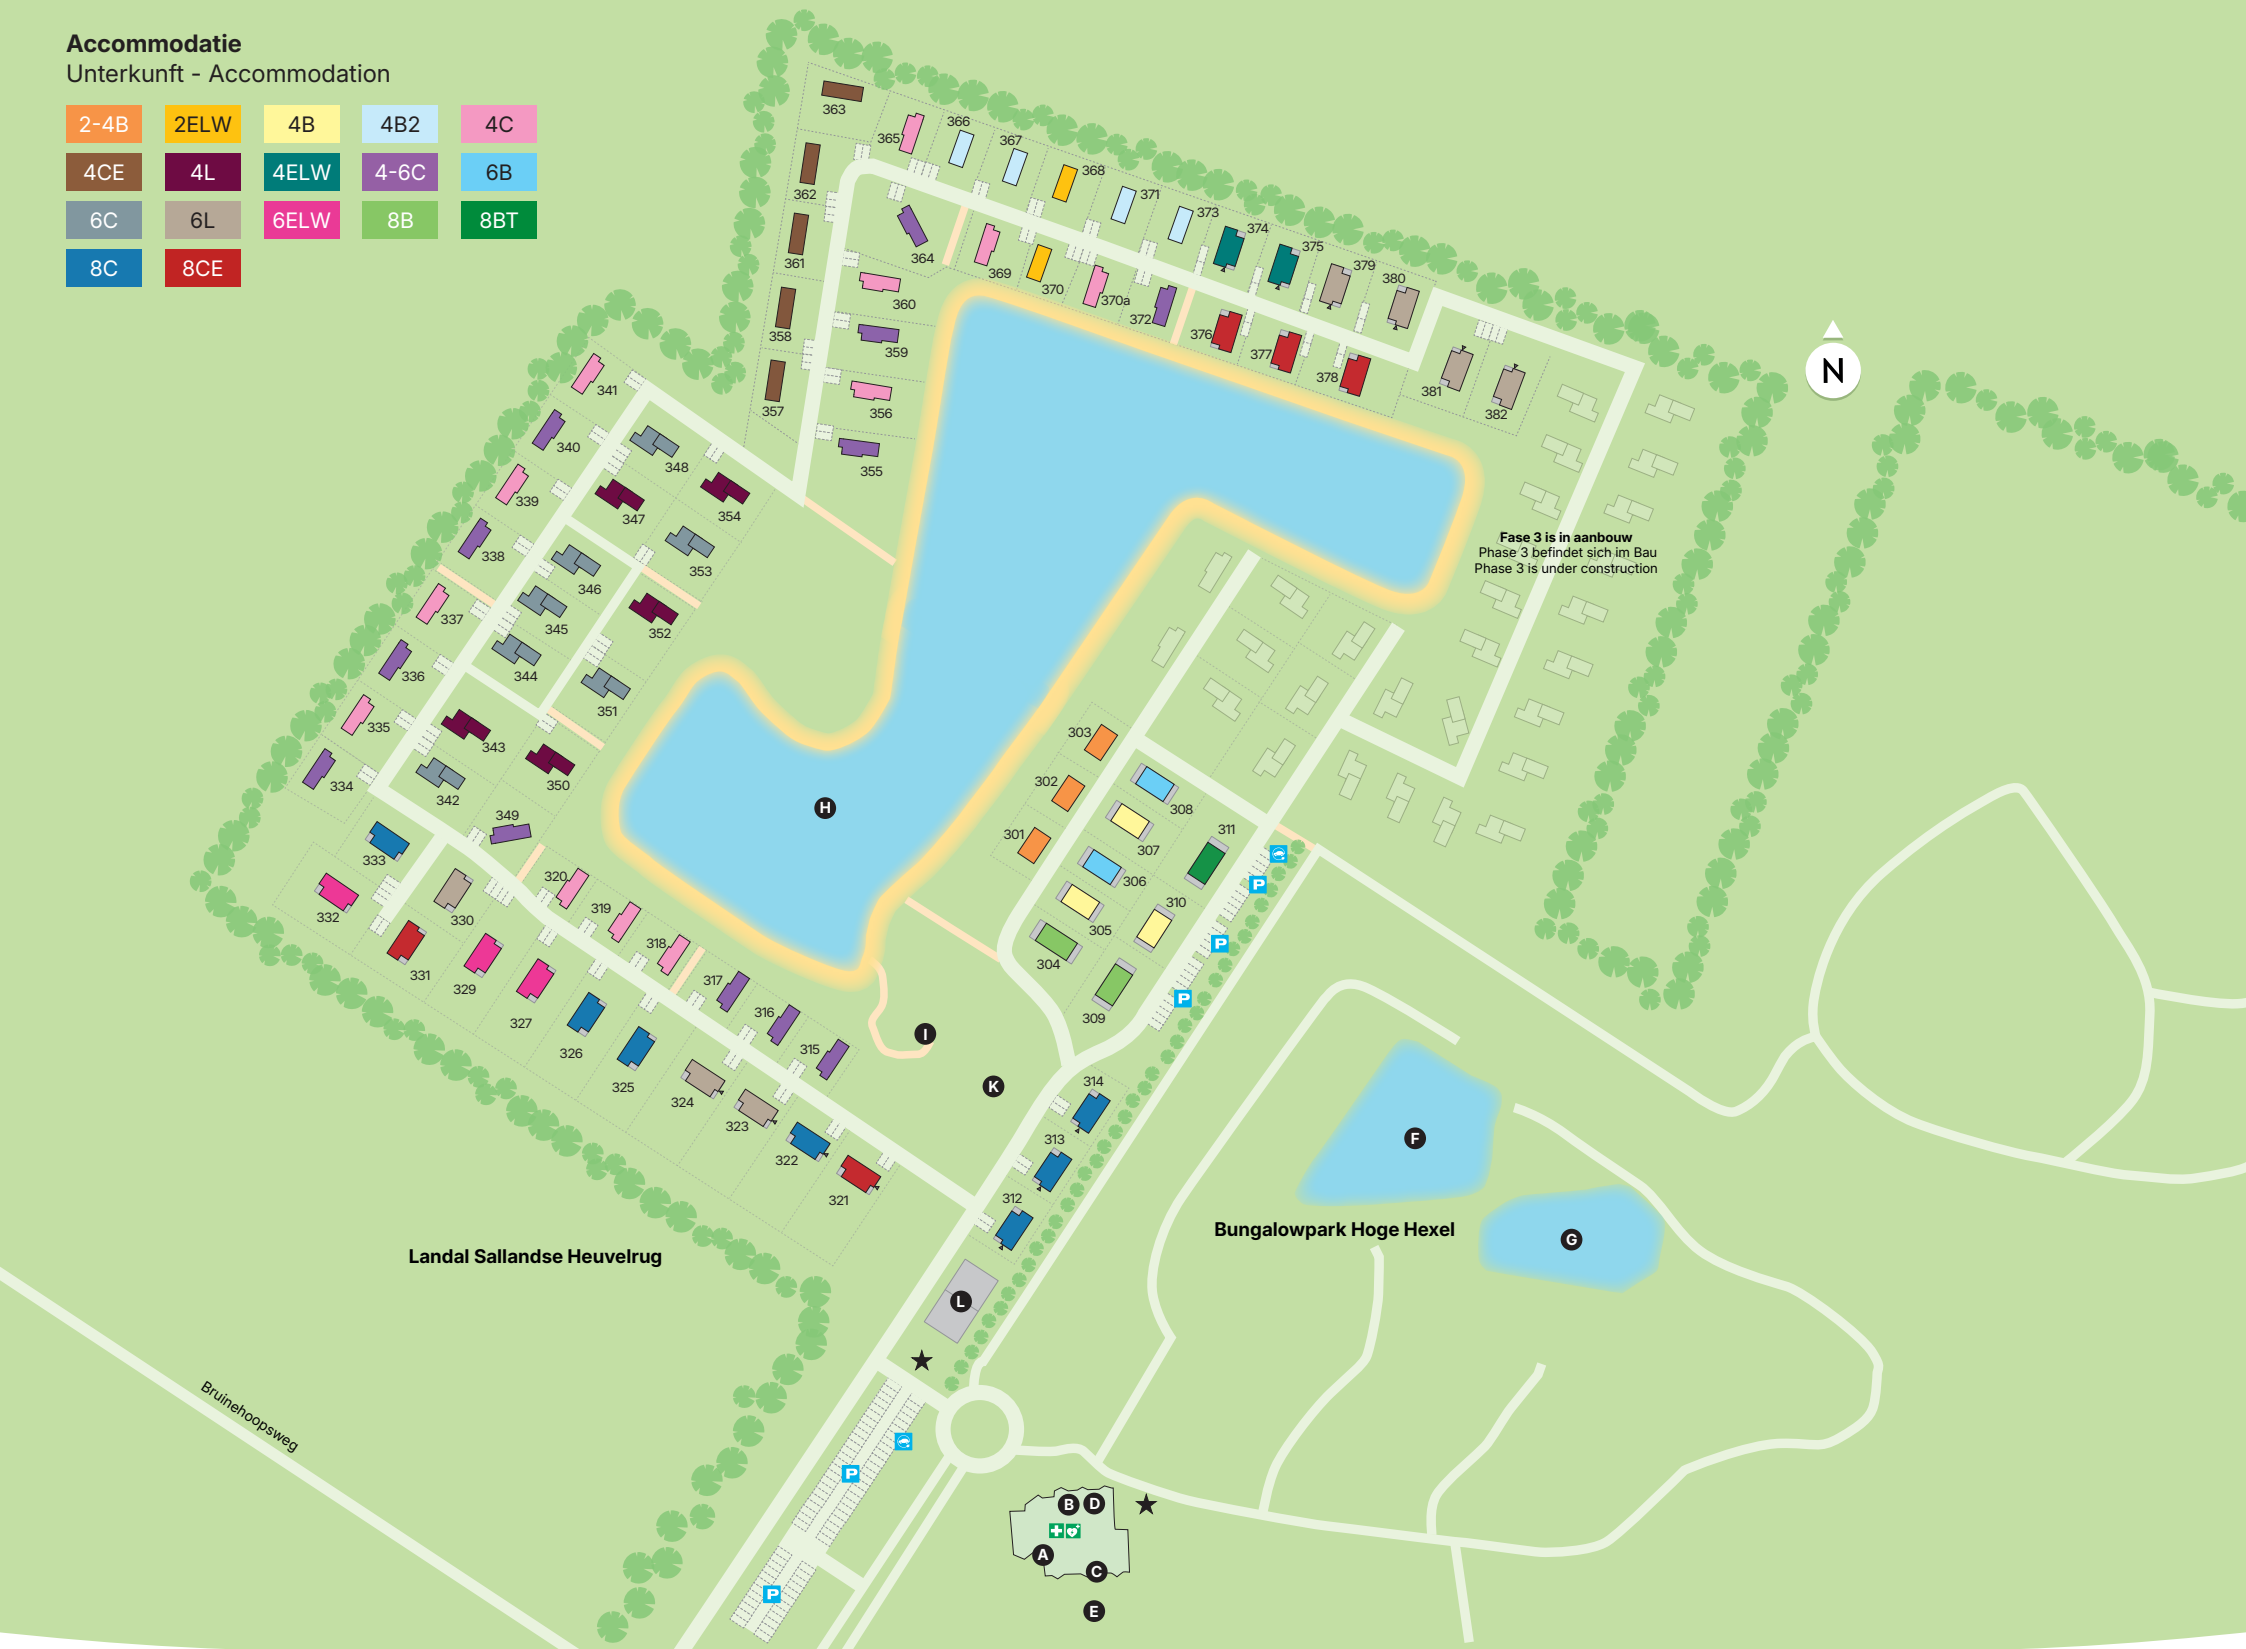 Accommodatie
Unterkunft - Accommodation
2-4B 2ELW 4B 4B2 4C
4CE 4L 4ELW 4-6C 6B
6C 6L 6ELW 8B 8BT
8C 8CE
363
365 366 367 368 371 373 374 375 379 380
362
361
358
357
364
360
359
356
355
369 370 370a 372 376 377 378
381 382
N
341
340
339
338
337
336
335
334
348
347
354
346
353
345
352
344
351
343
350
342
349
333
332
330
331
329
327
326
325
324
323
322
321
320
319
318
317
316
315
H
303
302
301
308
307
306
305
304
311
310
309
P
P
P
314
313
312
I
K
L
Fase 3 is in aanbouw
Phase 3 befindet sich im Bau
Phase 3 is under construction
F
G
Bungalowpark Hoge Hexel
Landal Sallandse Heuvelrug
Bruinehoopsweg
P
P
B D
A
C
E